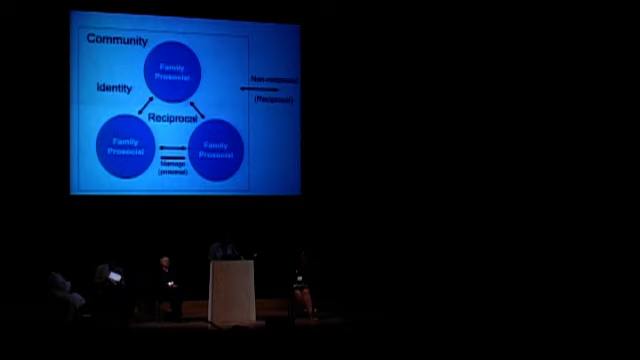 Community
Family
Prosocial
Identity
Non-reciprocal
(Reciprocal)
Reciprocal
Family
Prosocial
Family
Prosocial
Marriage
(prosocial)